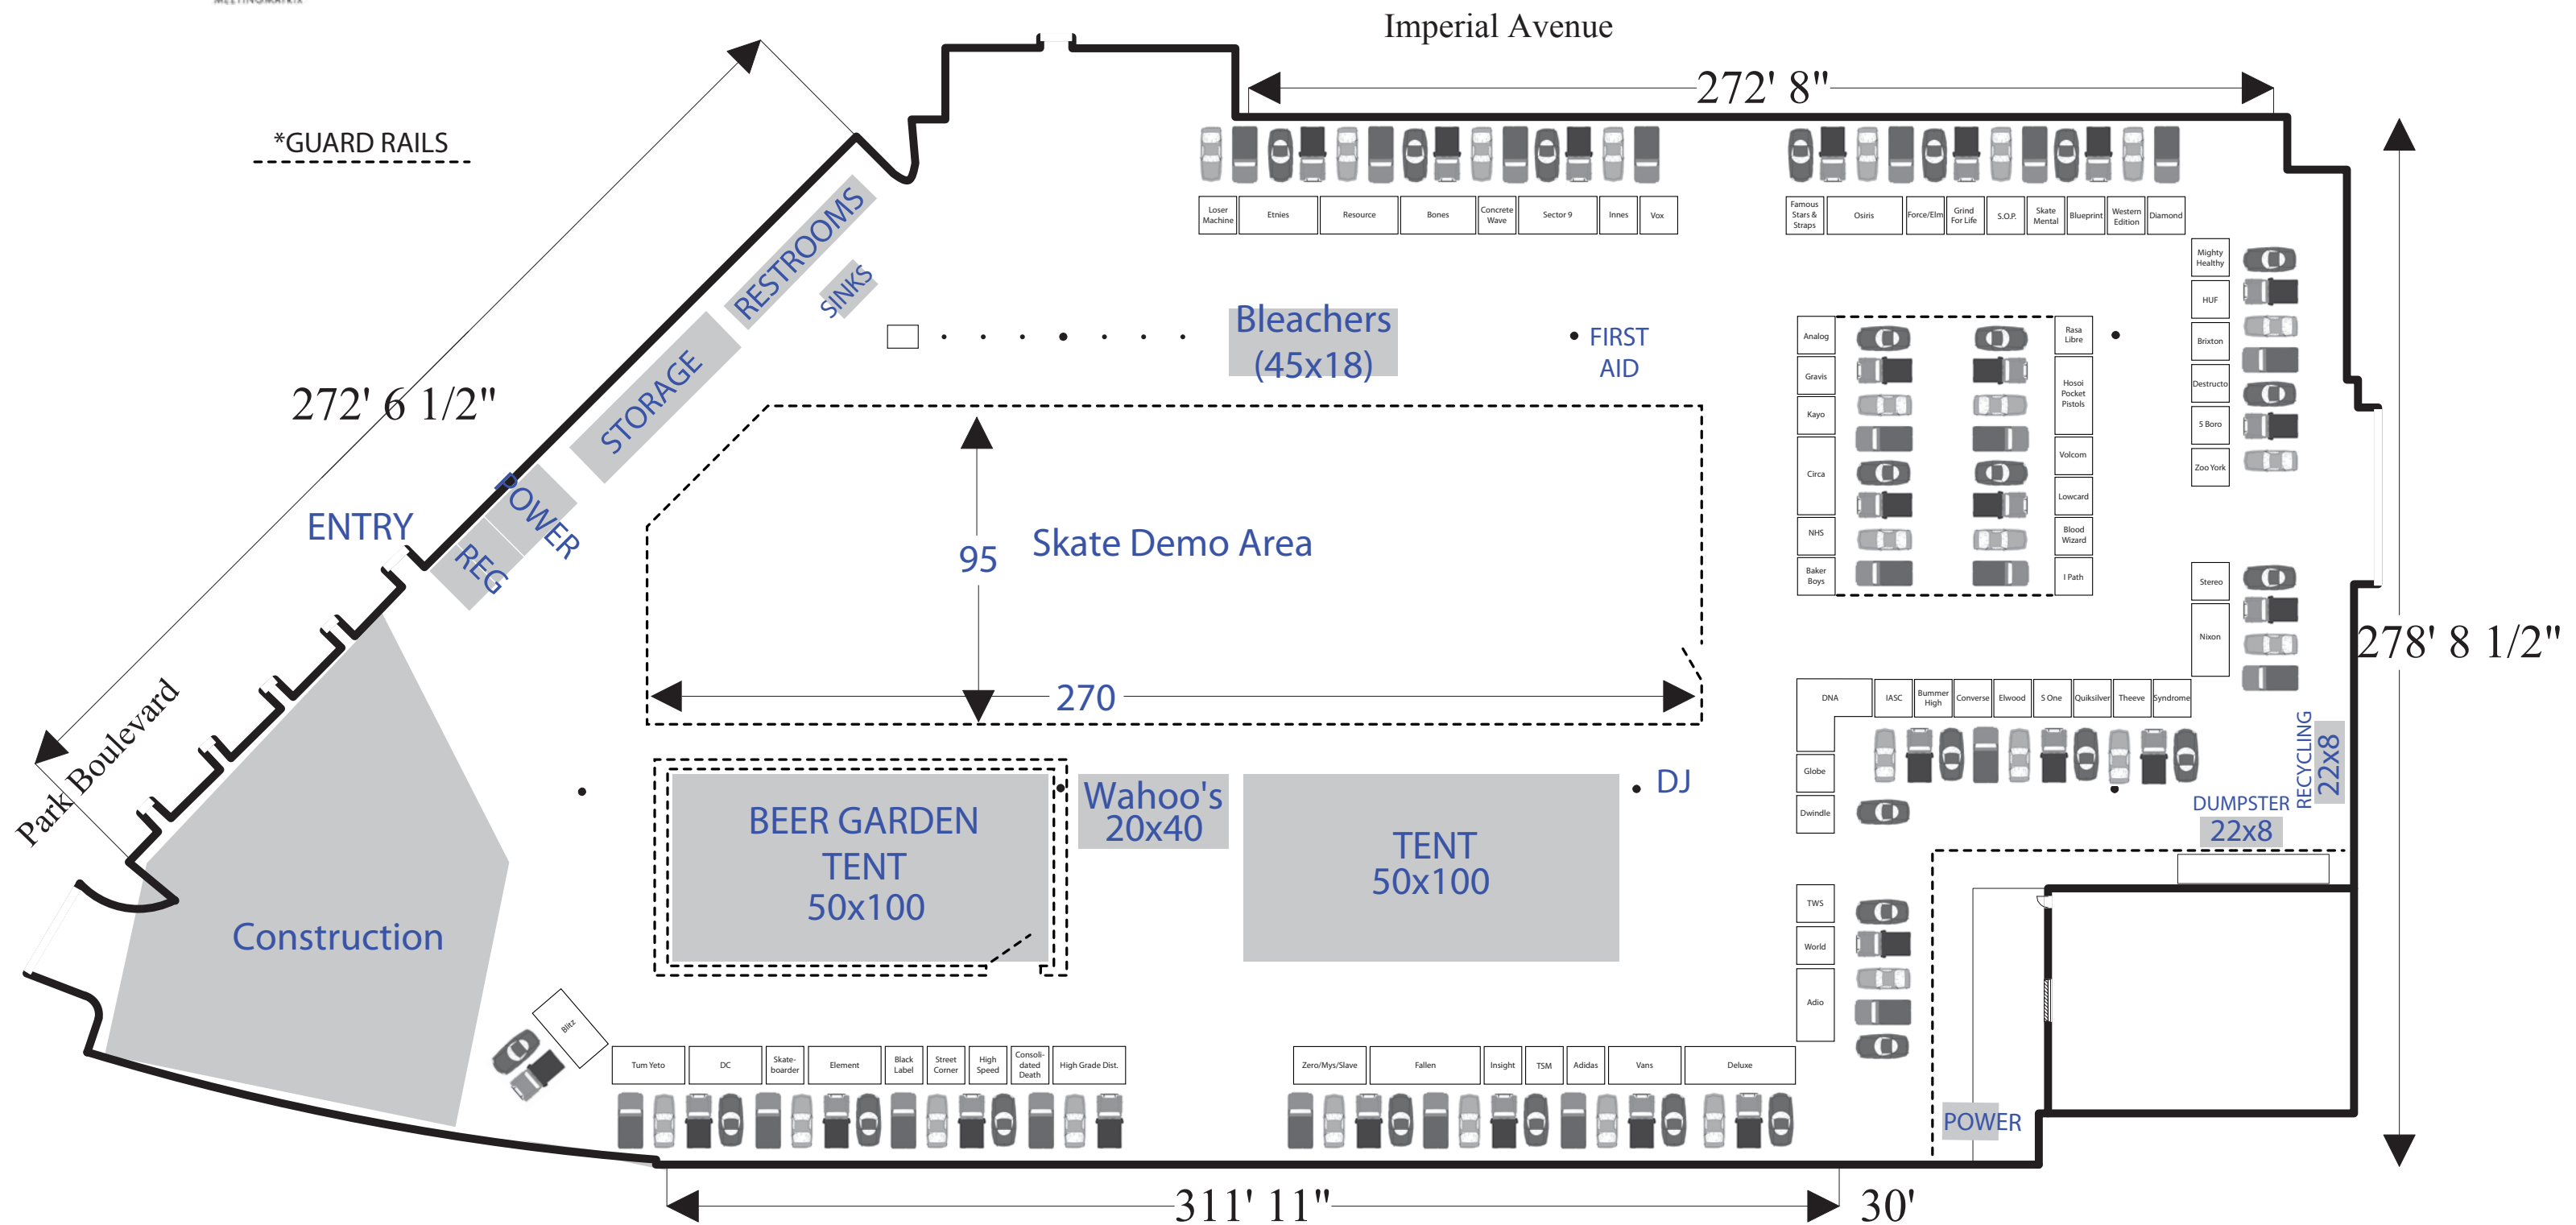 MEETINGMATRIX
Imperial Avenue
272' 8"
*GUARD RAILS
272' 6 1/2"
278' 8 1/2"
311' 11"
30'
Park Boulevard
ENTRY
RESTROOMS
SINKS
STORAGE
POWER
REG
Construction
Bleachers
(45x18)
FIRST
AID
Skate Demo Area
95
270
BEER GARDEN
TENT
50x100
Wahoo's
20x40
TENT
50x100
DJ
Loser
Machine
Etnies
Resource
Bones
Concrete
Wave
Sector 9
Innes
Vox
Famous
Stars &
Straps
Osiris
Force/Elm
Grind
For Life
S.O.P.
Skate
Mental
Blueprint
Western
Edition
Diamond
Mighty
Healthy
HUF
Brixton
Destructo
5 Boro
Zoo York
Stereo
Nixon
Analog
Gravis
Kayo
Circa
NHS
Baker
Boys
Rasa
Libre
Hosoi
Pocket
Pistols
Volcom
Lowcard
Blood
Wizard
I Path
DNA
IASC
Bummer
High
Converse
Elwood
S One
Quiksilver
Theeve
Syndrome
Globe
Dwindle
RECYCLING
22x8
DUMPSTER
22x8
TWS
World
Adio
POWER
Blitz
Tum Yeto
DC
Skate-
boarder
Element
Black
Label
Street
Corner
High
Speed
Consoli-
dated
Death
High Grade Dist.
Zero/Mys/Slave
Fallen
Insight
TSM
Adidas
Vans
Deluxe